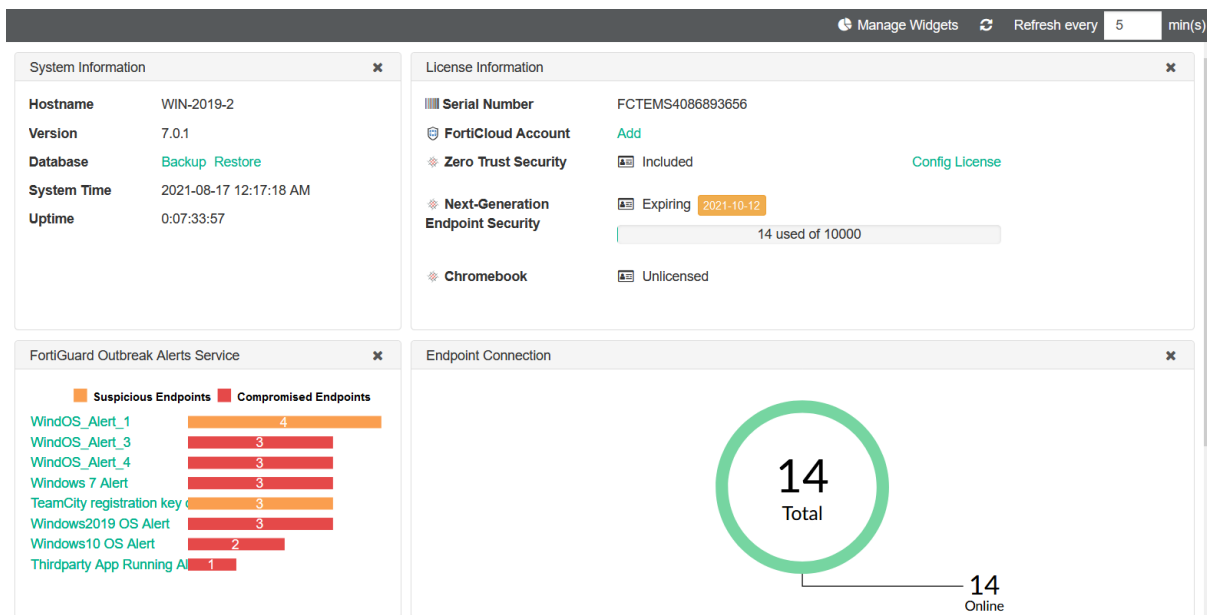 Manage Widgets Refresh every 5 min(s)
System Information
Hostname WIN-2019-2
Version 7.0.1
Database Backup Restore
System Time 2021-08-17 12:17:18 AM
Uptime 0:07:33:57
License Information
Serial Number FCTEMS4086893656
FortiCloud Account Add
Zero Trust Security Included Config License
Next-Generation
Endpoint Security
Expiring 2021-10-12
14 used of 10000
Chromebook Unlicensed
FortiGuard Outbreak Alerts Service
Suspicious Endpoints Compromised Endpoints
WindOS_Alert_1 4
WindOS_Alert_3 3
WindOS_Alert_4 3
Windows 7 Alert 3
TeamCity registration key 3
Windows2019 OS Alert 3
Windows10 OS Alert 2
Thirdparty App Running Al 1
Endpoint Connection
14
Total
14
Online